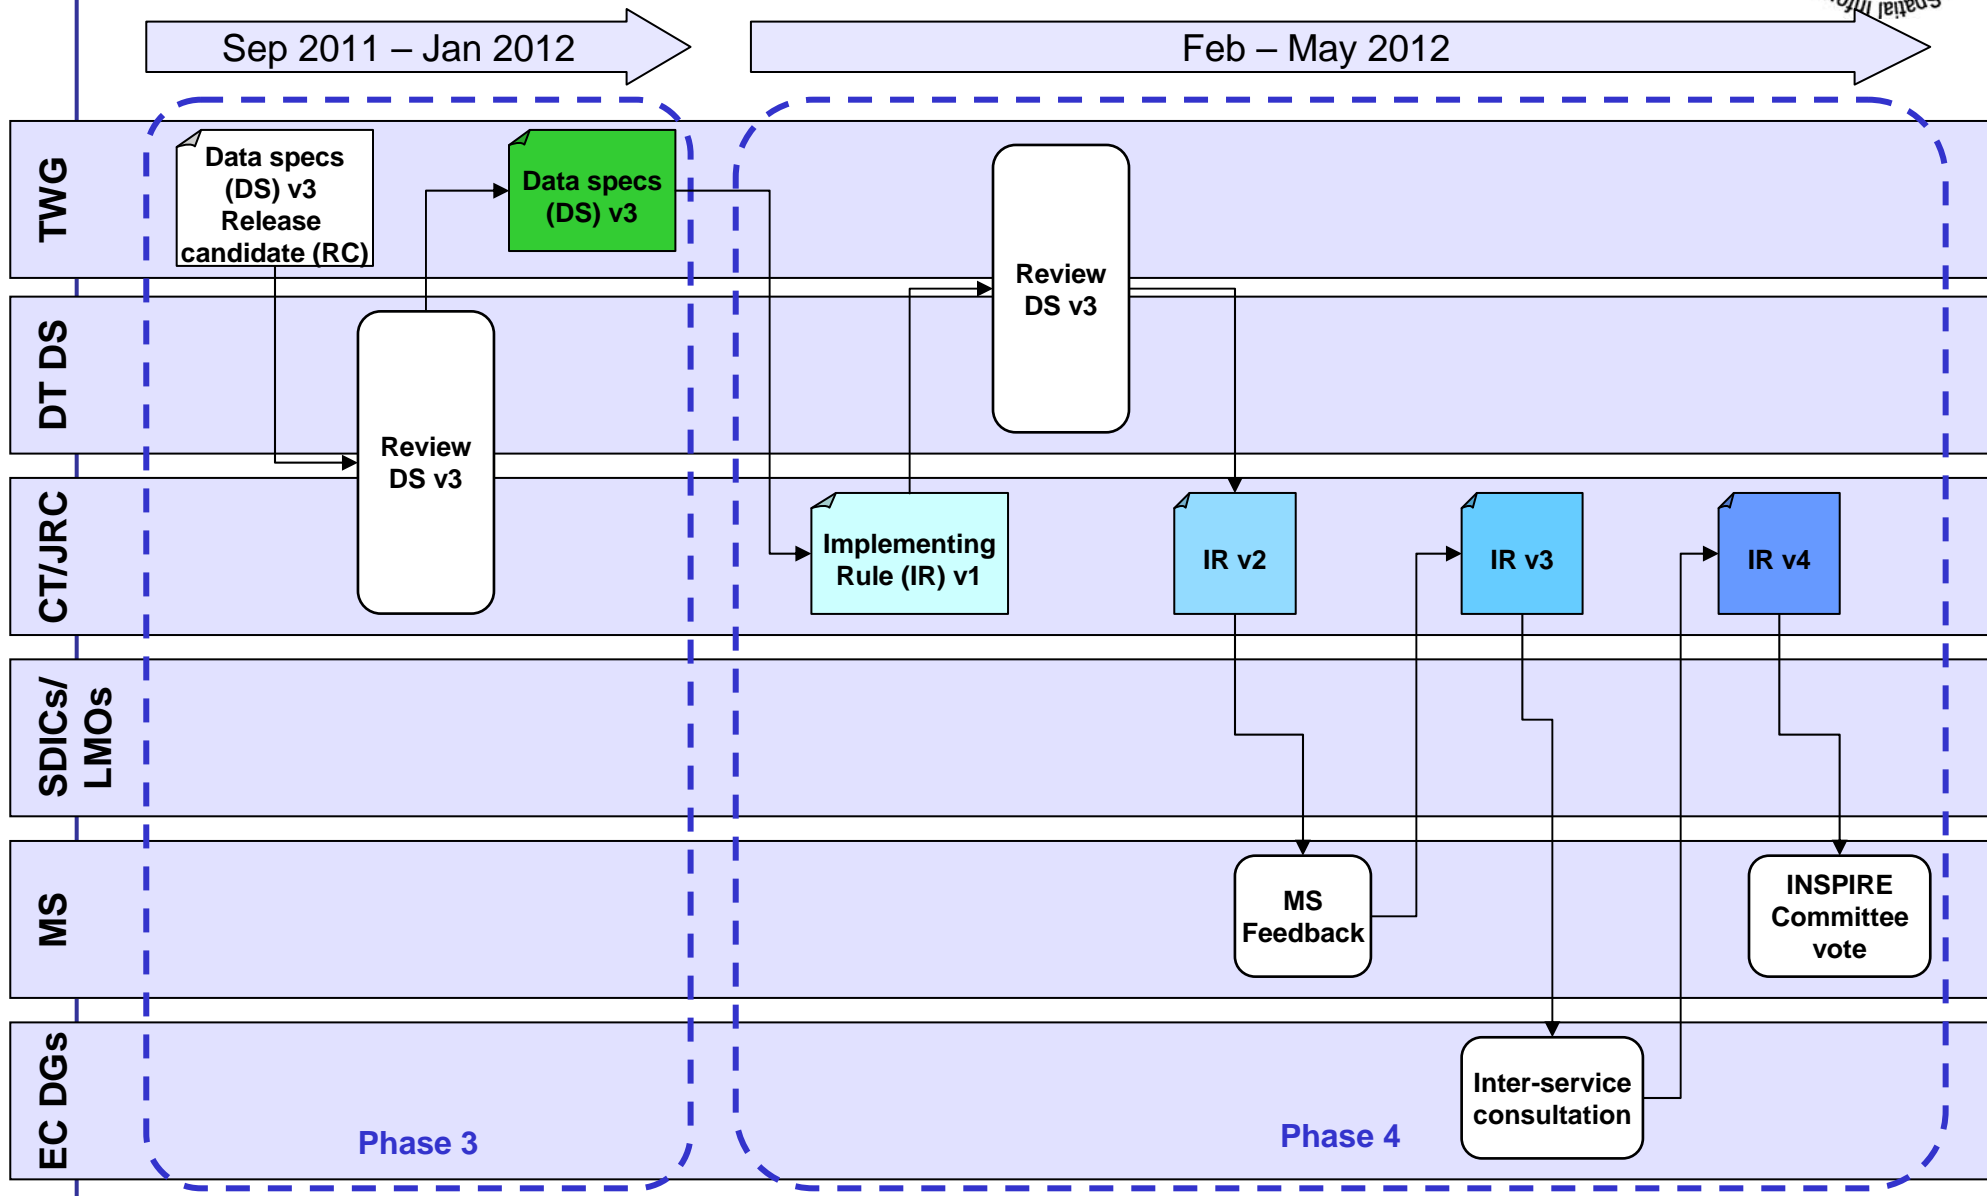 Spatial Infor
Sep 2011 – Jan 2012
Feb – May 2012
TWG
Data specs
(DS) v3
Release
candidate (RC)
Data specs
(DS) v3
Review
DS v3
DT DS
Review
DS v3
CT/JRC
Implementing
Rule (IR) v1
IR v2
IR v3
IR v4
SDICs/
LMOs
MS
MS
Feedback
INSPIRE
Committee
vote
EC DGs
Inter-service
consultation
Phase 3
Phase 4